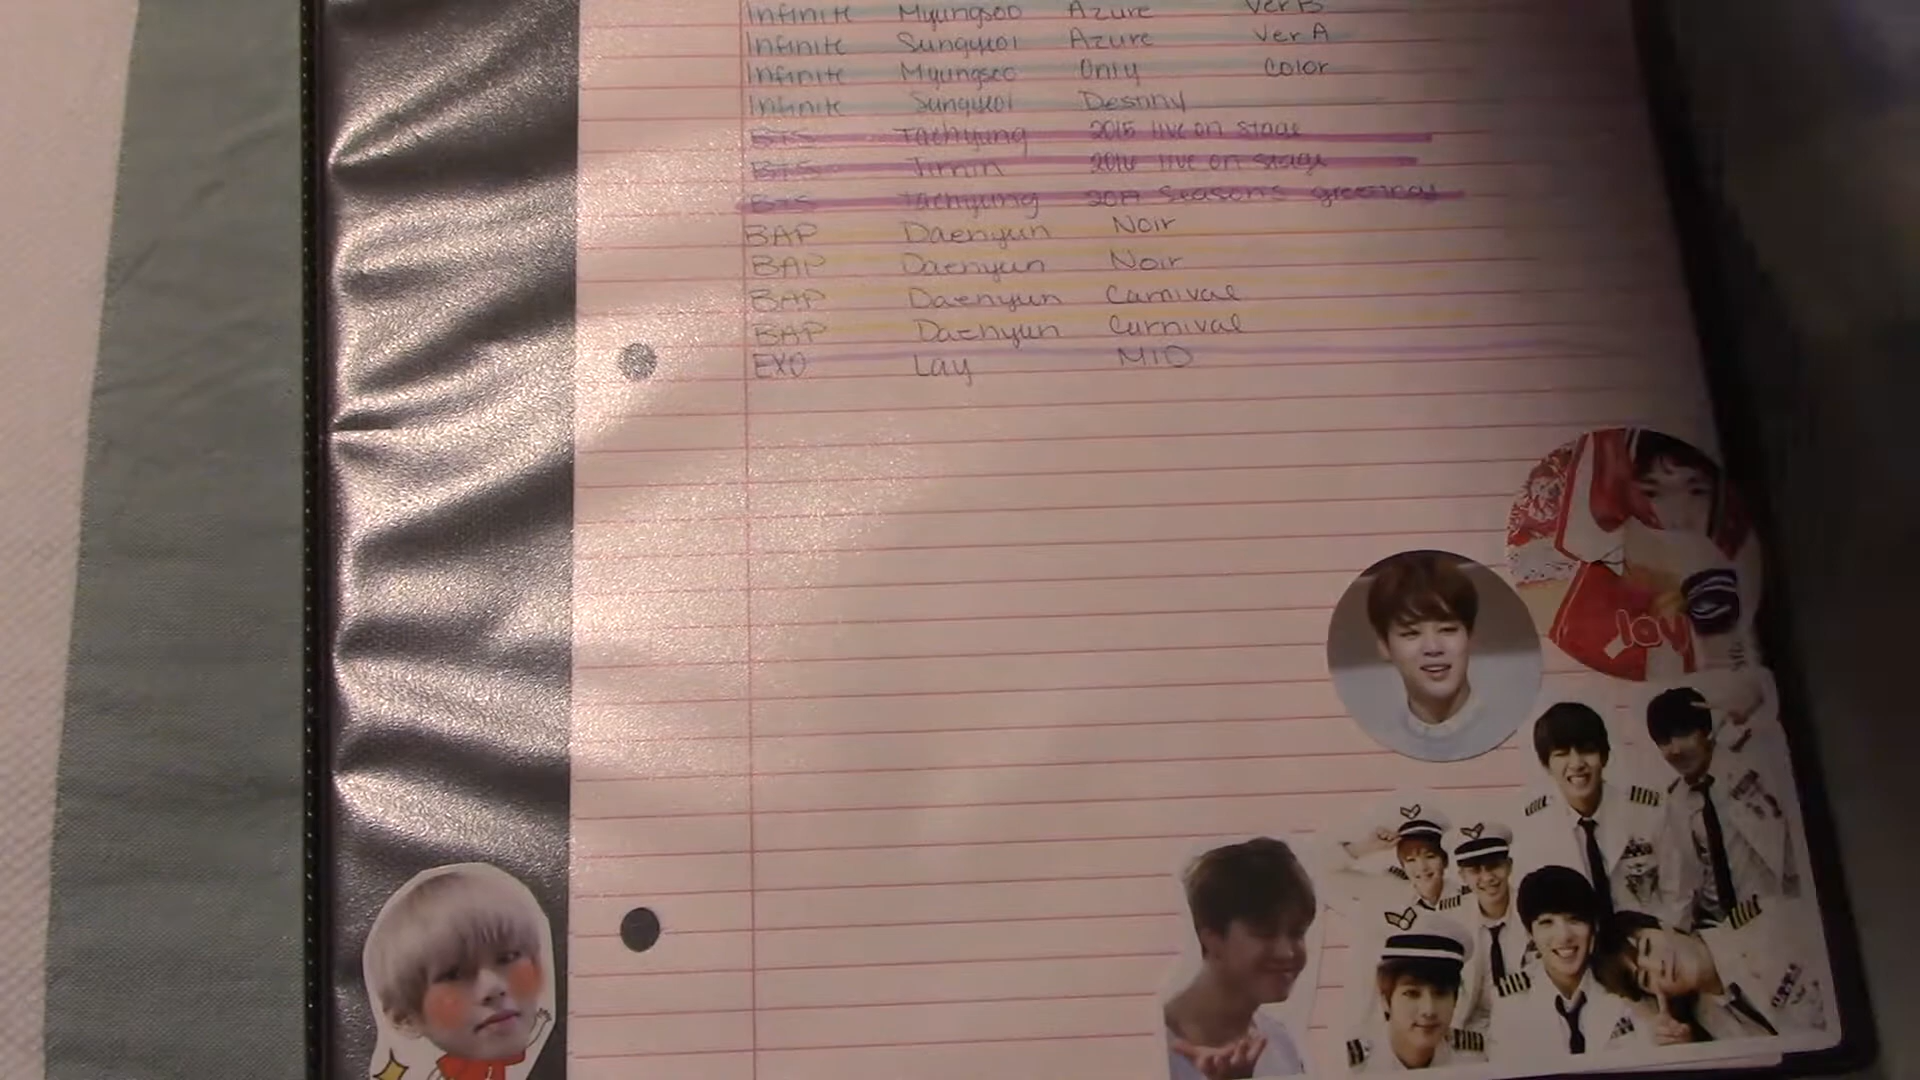 Infinite Myungsoo Azure Ver B
Infinite Sungyeol Azure Ver A
Infinite Myungsoo Only Color
Infinite Sungyeol Destiny
BTS Taehyung 2015 live on stage
BTS Jimin 2016 live on stage
BTS Taehyung 2017 Seasons greetings
BAP Daehyun Noir
BAP Daehyun Noir
BAP Daehyun Carnival
BAP Daehyun Carnival
EXO Lay MID
lay